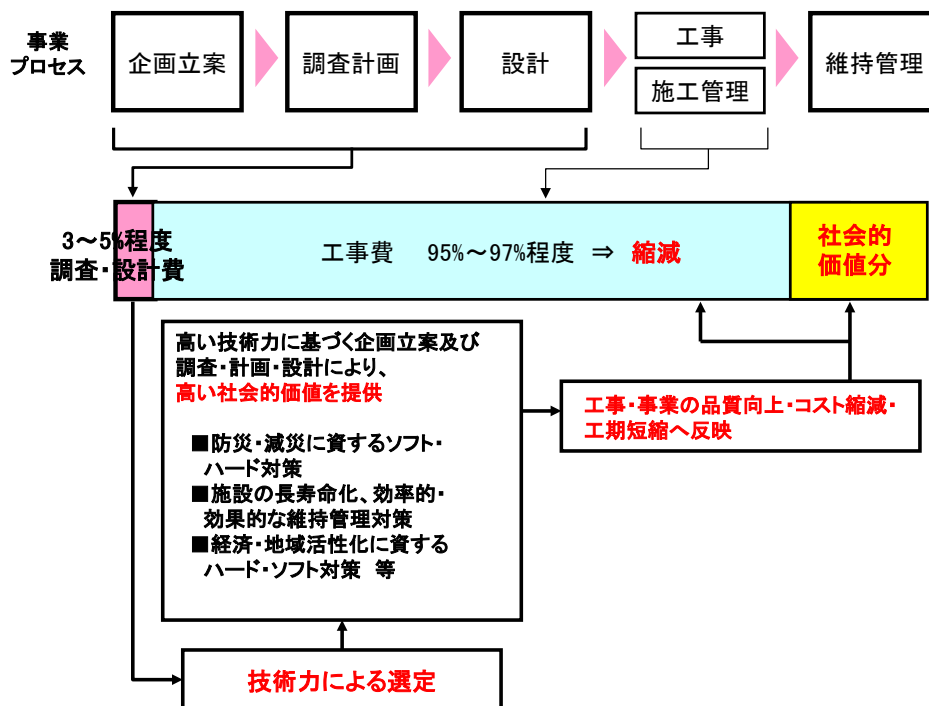 事業
プロセス
企画立案
調査計画
設計
工事
施工管理
維持管理
3～5%程度
調査・設計費
工事費　95%～97%程度　⇒　縮減
社会的
価値分
高い技術力に基づく企画立案及び
調査・計画・設計により、
高い社会的価値を提供
■防災・減災に資するソフト・
ハード対策
■施設の長寿命化、効率的・
効果的な維持管理対策
■経済・地域活性化に資する
ハード・ソフト対策　等
工事・事業の品質向上・コスト縮減・
工期短縮へ反映
技術力による選定